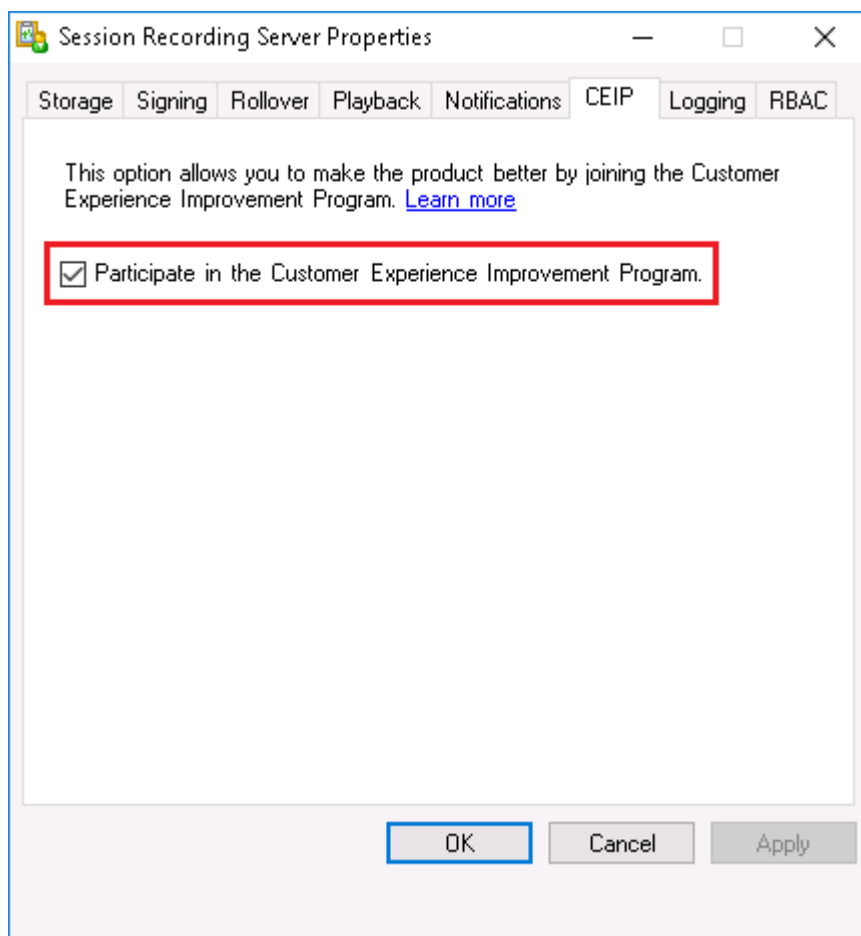 Session Recording Server Properties
Storage Signing Rollover Playback Notifications CEIP Logging RBAC
This option allows you to make the product better by joining the Customer
Experience Improvement Program. Learn more
Participate in the Customer Experience Improvement Program.
OK Cancel Apply